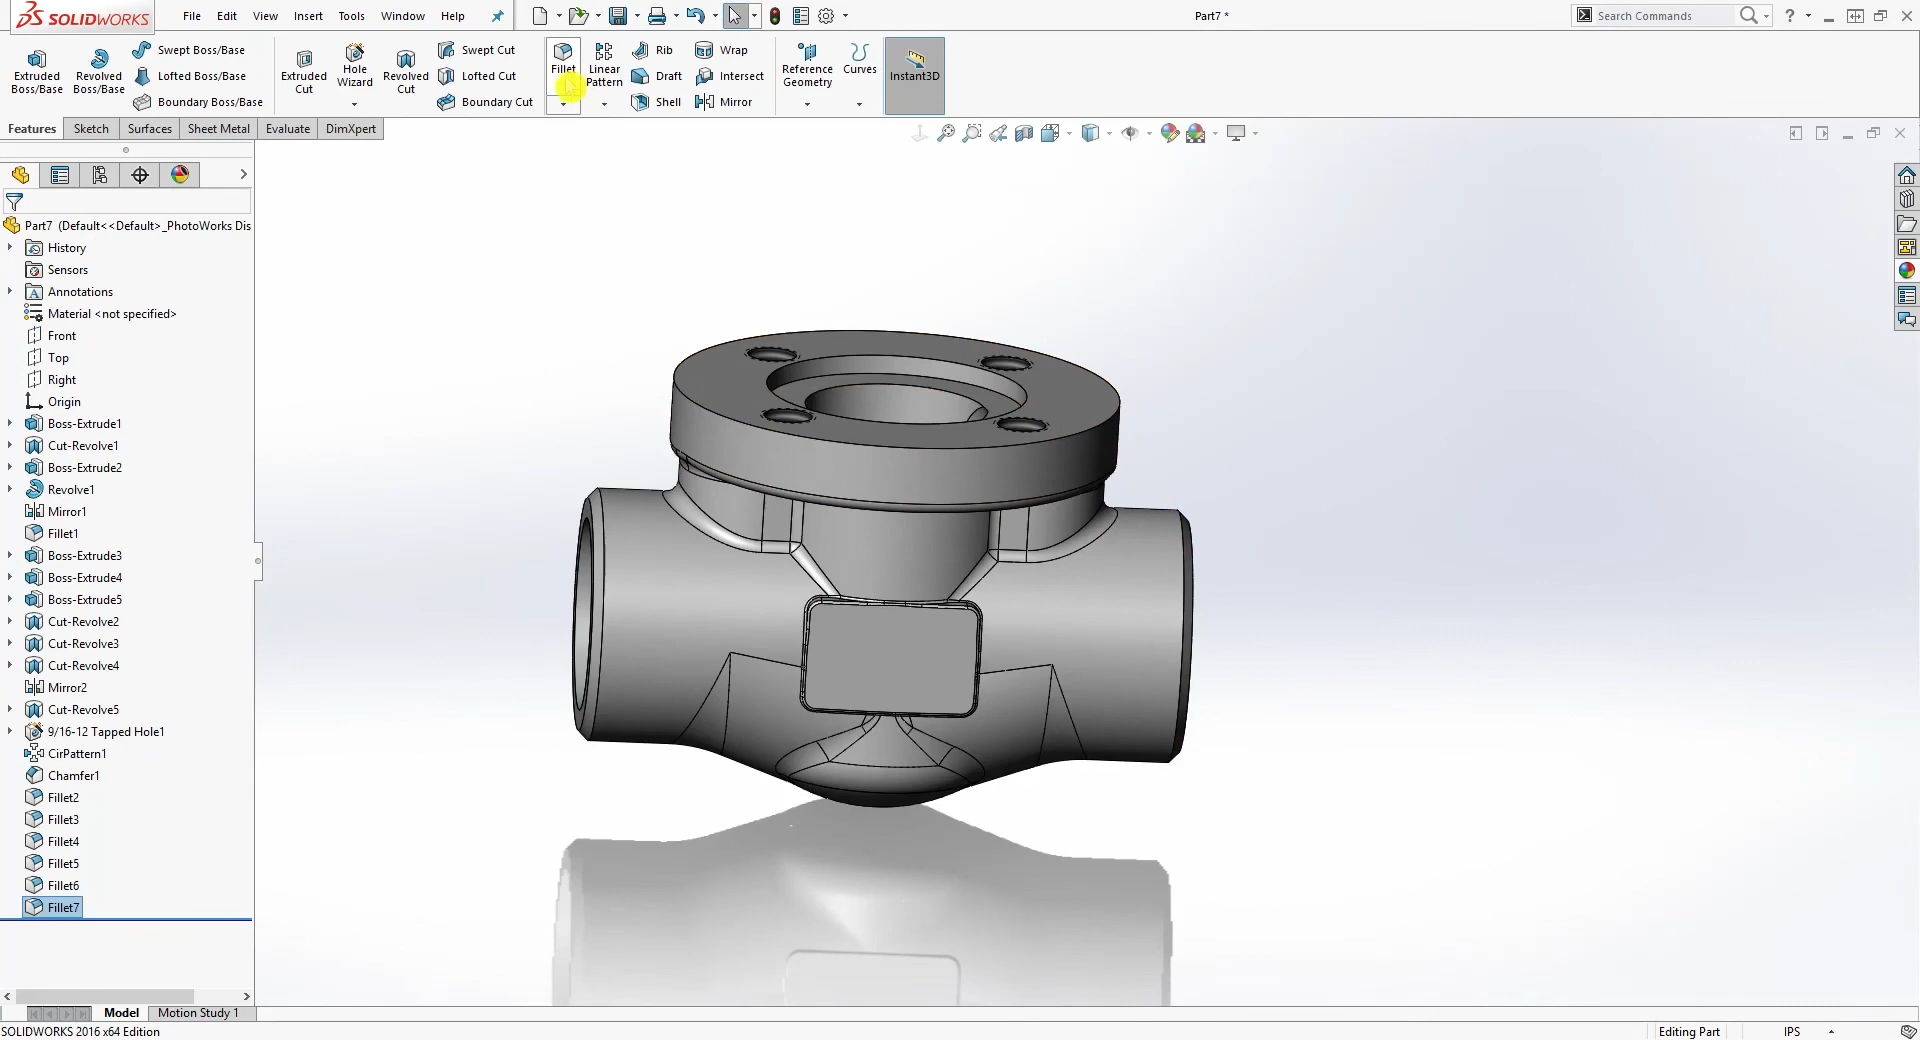 SOLIDWORKS
File Edit View Insert Tools Window Help
Part7 *
Search Commands
?
Extruded Boss/Base
Revolved Boss/Base
Swept Boss/Base
Lofted Boss/Base
Boundary Boss/Base
Extruded Cut
Hole Wizard
Revolved Cut
Swept Cut
Lofted Cut
Boundary Cut
Fillet
Linear Pattern
Rib
Draft
Shell
Wrap
Intersect
Mirror
Reference Geometry
Curves
Instant3D
Features Sketch Surfaces Sheet Metal Evaluate DimXpert
Part7 (Default<<Default>_PhotoWorks Dis
History
Sensors
Annotations
Material <not specified>
Front
Top
Right
Origin
Boss-Extrude1
Cut-Revolve1
Boss-Extrude2
Revolve1
Mirror1
Fillet1
Boss-Extrude3
Boss-Extrude4
Boss-Extrude5
Cut-Revolve2
Cut-Revolve3
Cut-Revolve4
Mirror2
Cut-Revolve5
9/16-12 Tapped Hole1
CirPattern1
Chamfer1
Fillet2
Fillet3
Fillet4
Fillet5
Fillet6
Fillet7
Model Motion Study 1
SOLIDWORKS 2016 x64 Edition
Editing Part
IPS